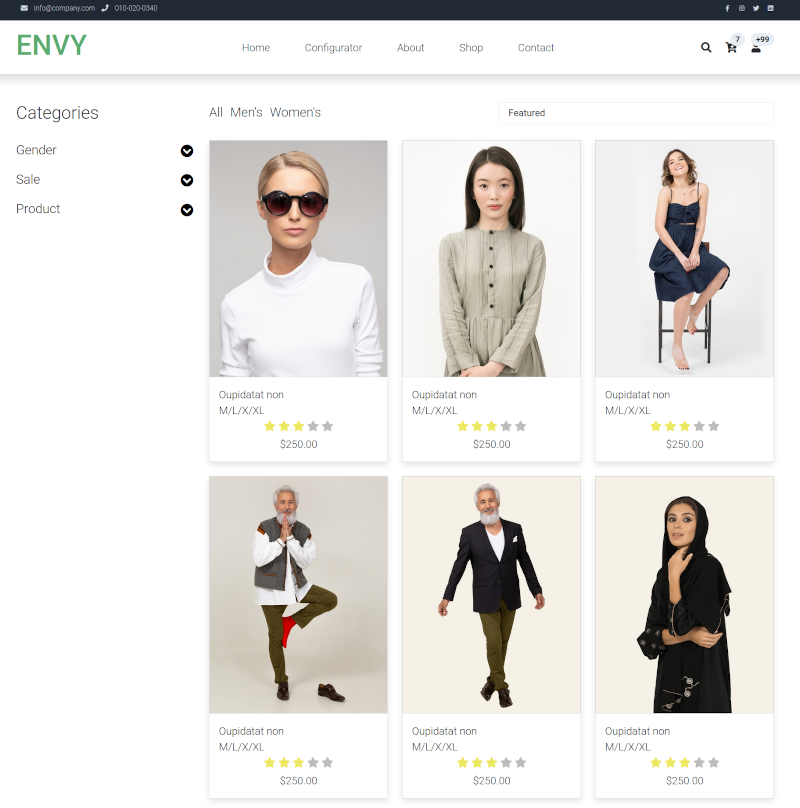 info@company.com 010-020-0340
ENVY
Home Configurator About Shop Contact
7 +99
Categories
All Men's Women's
Featured
Gender
Sale
Product
Oupidatat non
M/L/X/XL
$250.00
Oupidatat non
M/L/X/XL
$250.00
Oupidatat non
M/L/X/XL
$250.00
Oupidatat non
M/L/X/XL
$250.00
Oupidatat non
M/L/X/XL
$250.00
Oupidatat non
M/L/X/XL
$250.00